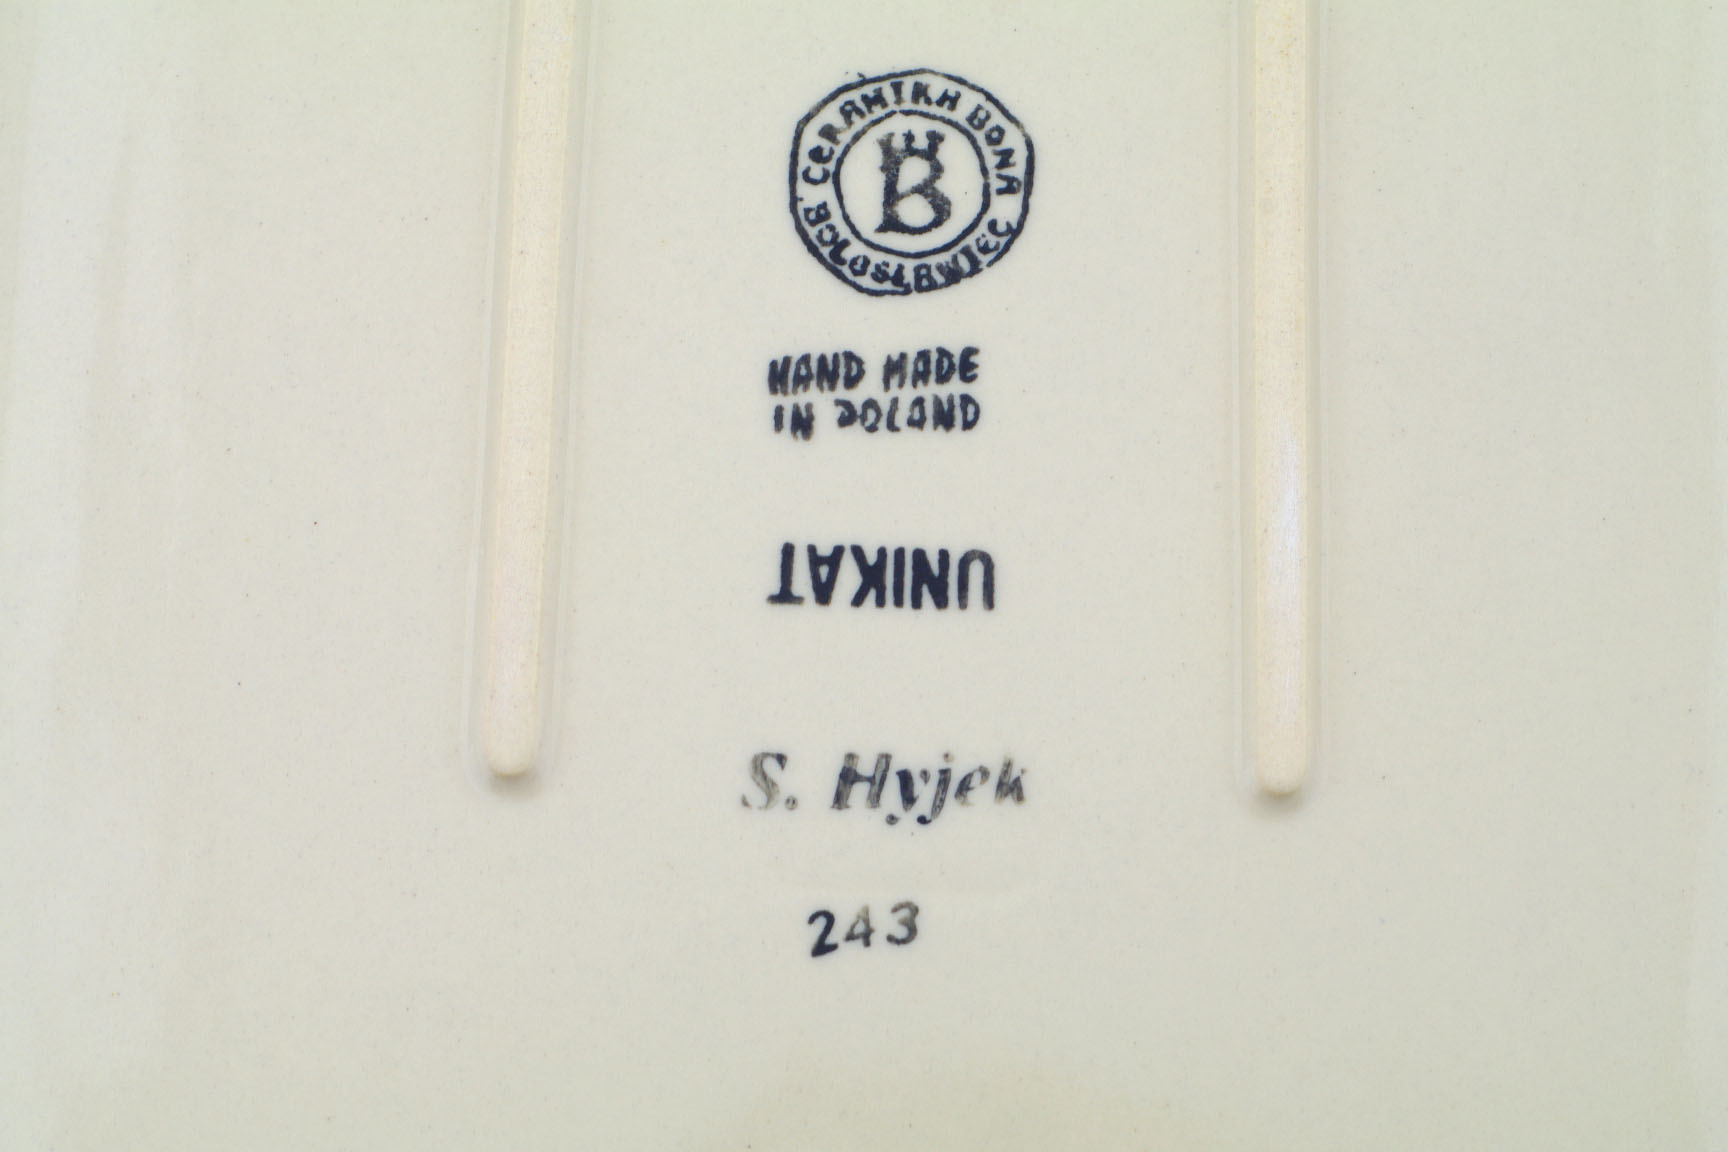 CERAMIKA BONA
BOLESŁAWIEC
B
HAND MADE
IN POLAND
UNIKAT
S. Hyjek
243